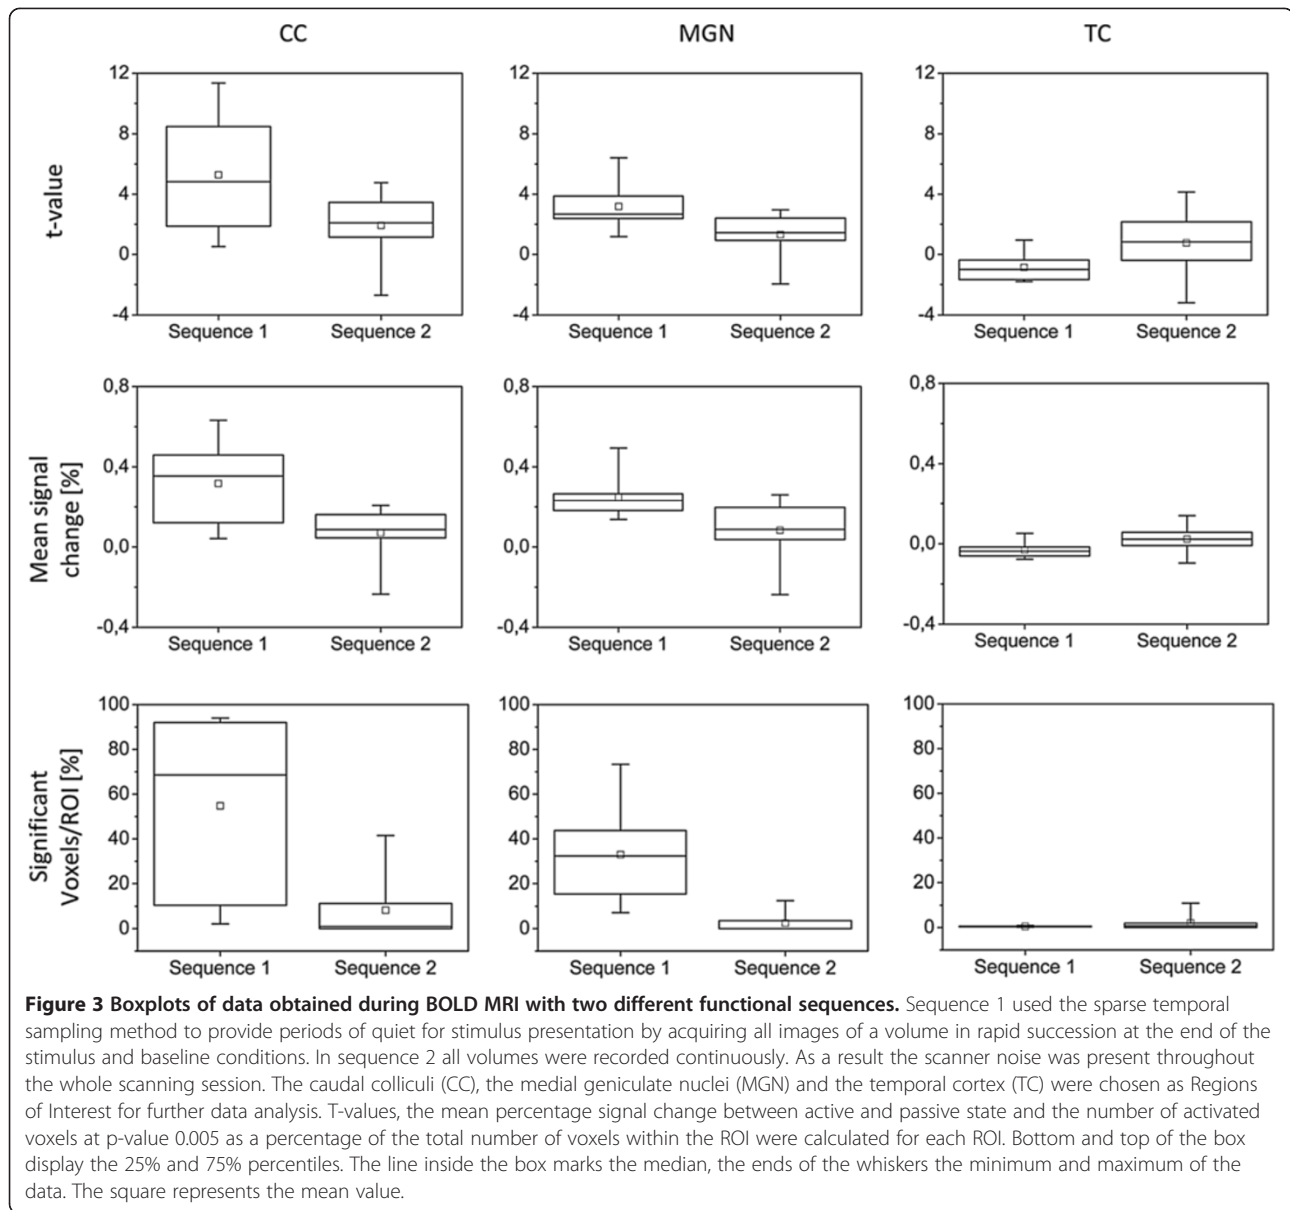 CC MGN TC
12 12 12
8 8 8
4 4 4
0 0 0
-4 -4 -4
t-value
Sequence 1 Sequence 2 Sequence 1 Sequence 2 Sequence 1 Sequence 2
0,8 0,8 0,8
0,4 0,4 0,4
0,0 0,0 0,0
-0,4 -0,4 -0,4
Mean signal
change [%]
Sequence 1 Sequence 2 Sequence 1 Sequence 2 Sequence 1 Sequence 2
100 100 100
80 80 80
60 60 60
40 40 40
20 20 20
0 0 0
Significant
Voxels/ROI [%]
Sequence 1 Sequence 2 Sequence 1 Sequence 2 Sequence 1 Sequence 2
Figure 3 Boxplots of data obtained during BOLD MRI with two different functional sequences. Sequence 1 used the sparse temporal
sampling method to provide periods of quiet for stimulus presentation by acquiring all images of a volume in rapid succession at the end of the
stimulus and baseline conditions. In sequence 2 all volumes were recorded continuously. As a result the scanner noise was present throughout
the whole scanning session. The caudal colliculi (CC), the medial geniculate nuclei (MGN) and the temporal cortex (TC) were chosen as Regions
of Interest for further data analysis. T-values, the mean percentage signal change between active and passive state and the number of activated
voxels at p-value 0.005 as a percentage of the total number of voxels within the ROI were calculated for each ROI. Bottom and top of the box
display the 25% and 75% percentiles. The line inside the box marks the median, the ends of the whiskers the minimum and maximum of the
data. The square represents the mean value.